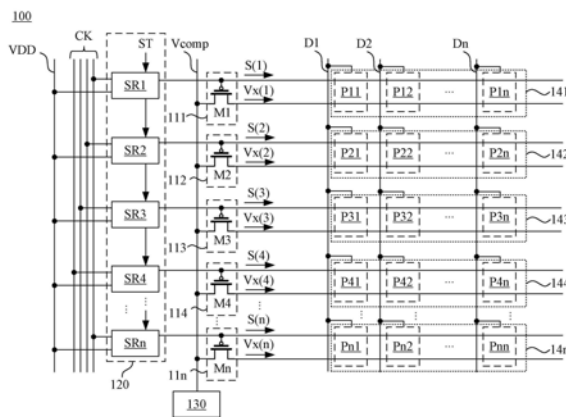 100
VDD
CK
ST
Vcomp
D1 D2 Dn
SR1
S(1)
Vx(1)
M1
111
P11 P12 ··· P1n
141
SR2
S(2)
Vx(2)
M2
112
P21 P22 ··· P2n
142
SR3
S(3)
Vx(3)
M3
113
P31 P32 ··· P3n
143
SR4
S(4)
Vx(4)
M4
114
P41 P42 ··· P4n
144
SRn
S(n)
Vx(n)
Mn
11n
Pn1 Pn2 ··· Pnn
14n
120
130